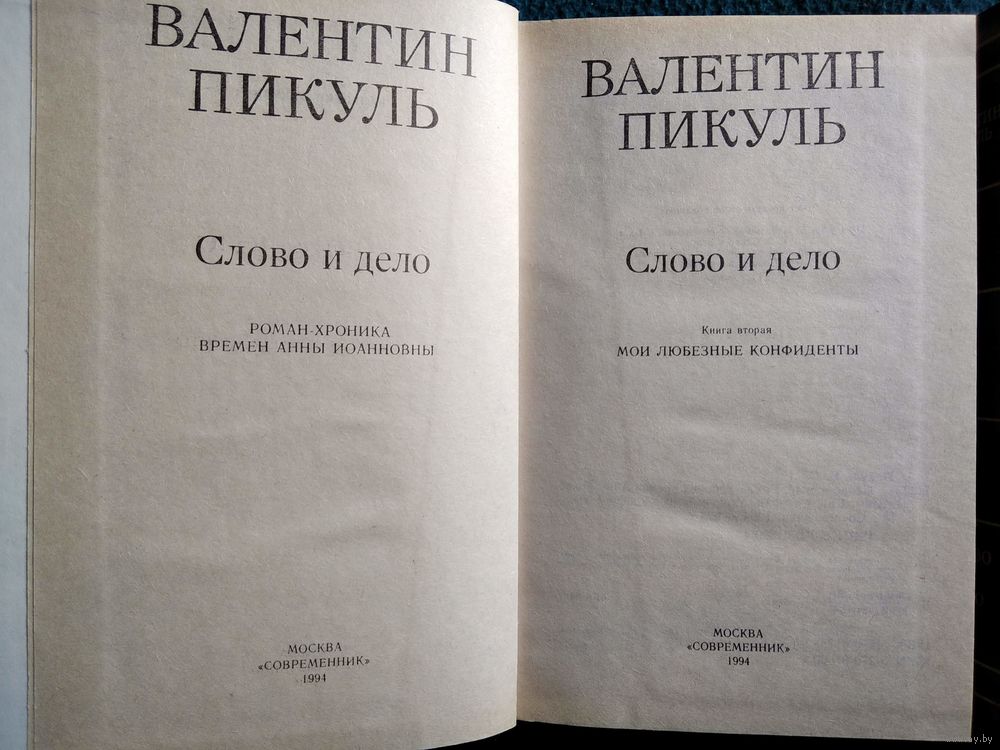 ВАЛЕНТИН
ПИКУЛЬ
Слово и дело
РОМАН-ХРОНИКА
ВРЕМЕН АННЫ ИОАННОВНЫ
МОСКВА
«СОВРЕМЕННИК»
1994
ВАЛЕНТИН
ПИКУЛЬ
Слово и дело
Книга вторая
МОИ ЛЮБЕЗНЫЕ КОНФИДЕНТЫ
МОСКВА
«СОВРЕМЕННИК»
1994